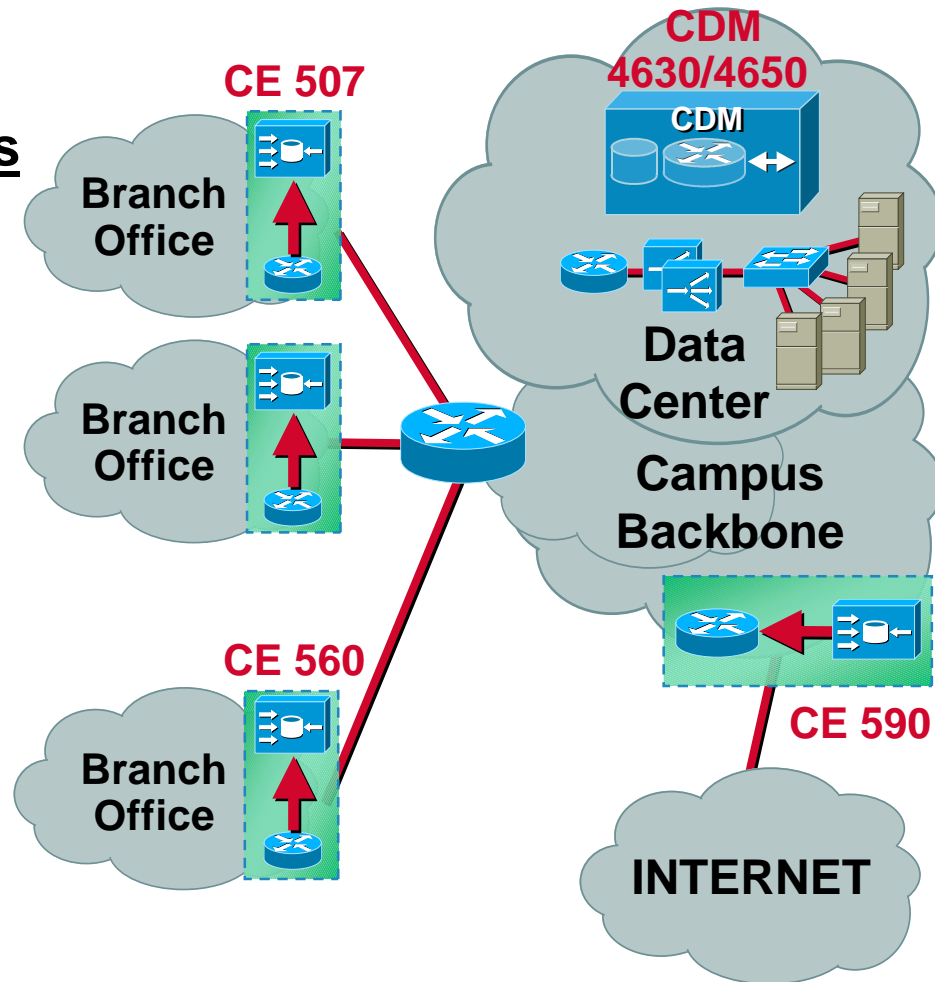 CDM
4630/4650
CE 507
CDM
s
Branch
Office
Data
Center
Branch
Office
Campus
Backbone
CE 560
CE 590
Branch
Office
INTERNET